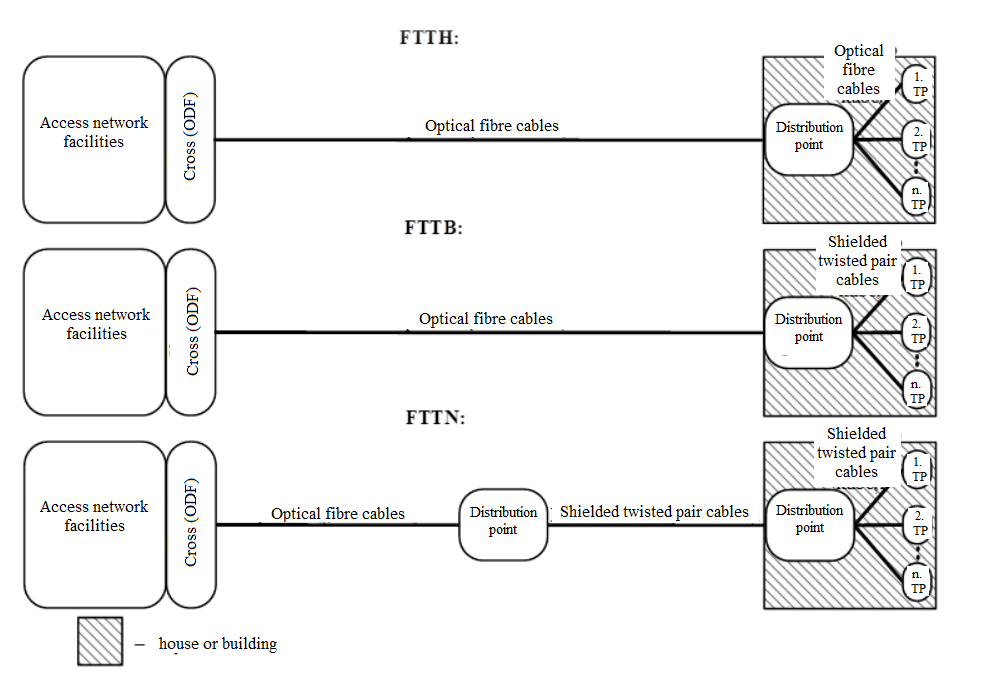 FTTH:
Access network
facilities
Cross (ODF)
Optical fibre cables
Optical
fibre
cables
Distribution
point
1.
TP
2.
TP
n.
TP
FTTB:
Access network
facilities
Cross (ODF)
Optical fibre cables
Shielded
twisted pair
cables
Distribution
point
1.
TP
2.
TP
n.
TP
FTTN:
Access network
facilities
Cross (ODF)
Optical fibre cables
Distribution
point
Shielded twisted pair cables
Shielded
twisted pair
cables
Distribution
point
1.
TP
2.
TP
n.
TP
– house or building